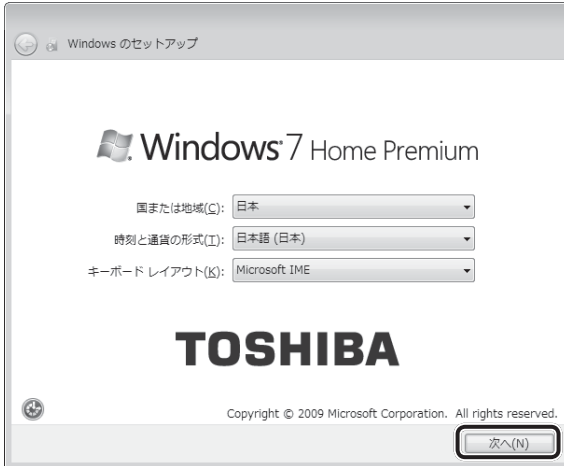 Windows のセットアップ
Windows 7 Home Premium
国または地域(C): 日本
時刻と通貨の形式(T): 日本語 (日本)
キーボード レイアウト(K): Microsoft IME
TOSHIBA
Copyright © 2009 Microsoft Corporation. All rights reserved.
次へ(N)